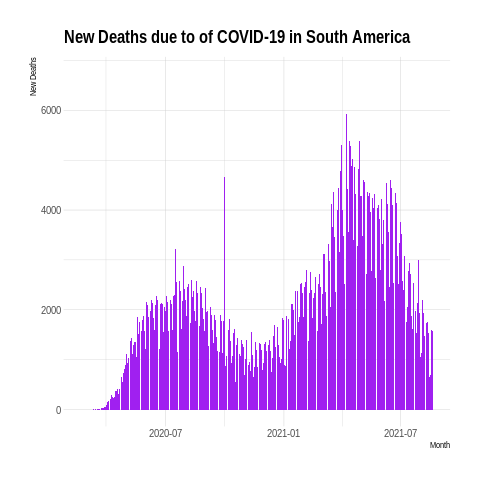 New Deaths due to of COVID-19 in South America
New Deaths
6000
4000
2000
0
2020-07
2021-01
2021-07
Month